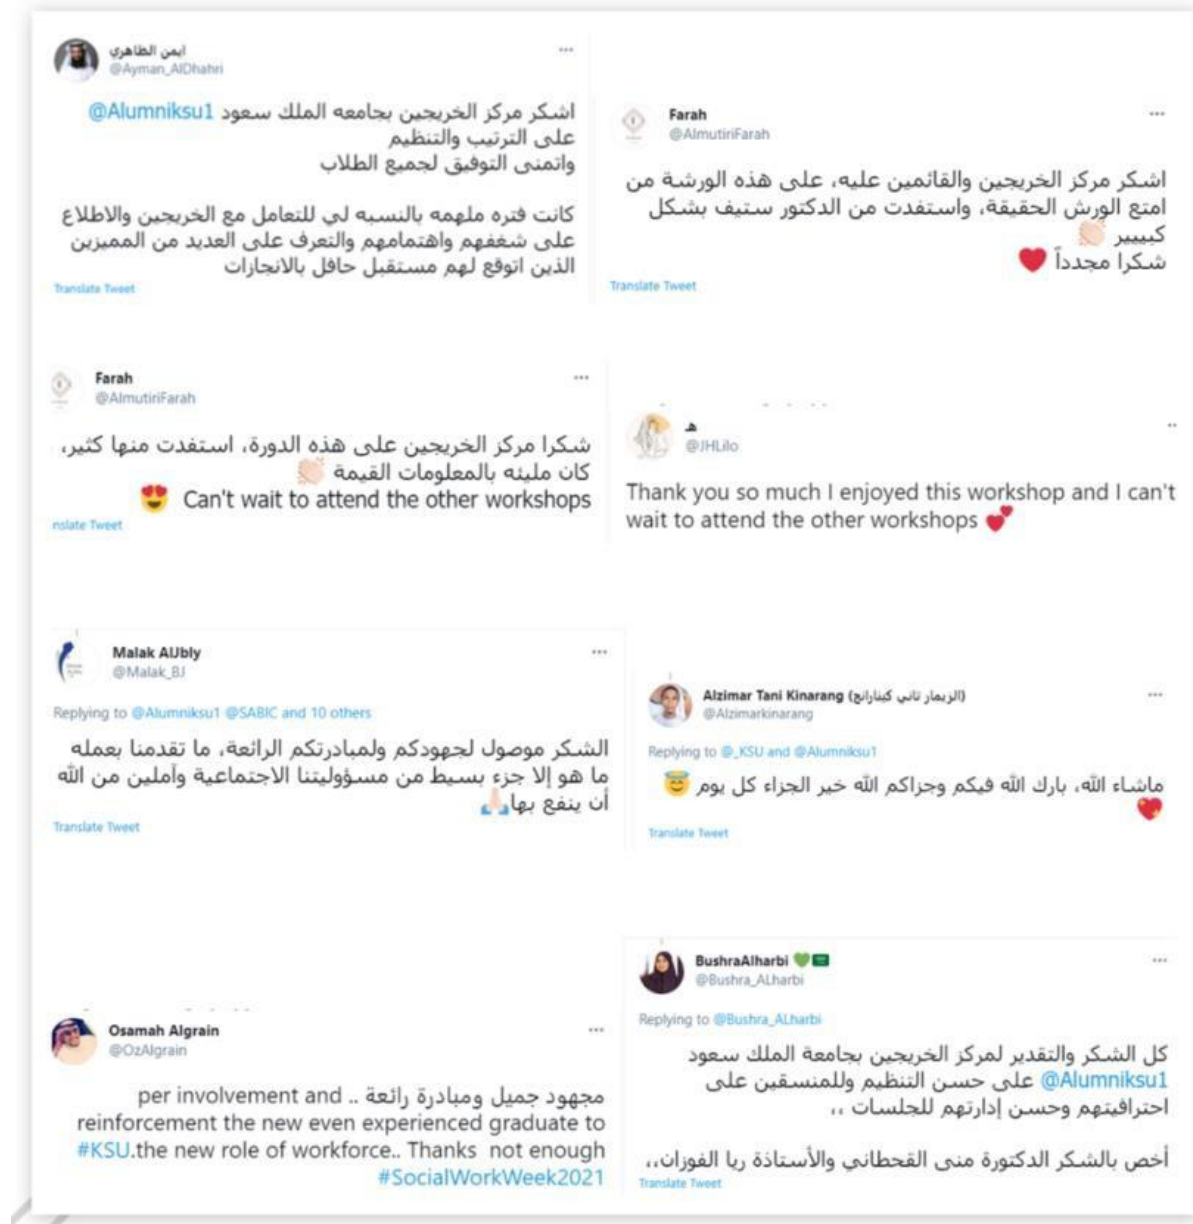 ايمن الظاهري
@Ayman_AlDhahri
اشكر مركز الخريجين بجامعه الملك سعود @Alumniksu1
على الترتيب والتنظيم
واتمنى التوفيق لجميع الطلاب
كانت فتره ملهمه بالنسبه لي للتعامل مع الخريجين والاطلاع
على شغفهم واهتمامهم والتعرف على العديد من المميزين
الذين اتوقع لهم مستقبل حافل بالانجازات
Translate Tweet
Farah
@AlmutiriFarah
اشكر مركز الخريجين والقائمين عليه، على هذه الورشة من
امتع الورش الحقيقة، واستفدت من الدكتور ستيف بشكل
كبيييير 👏🏻
شكرا مجدداً ❤️
Translate Tweet
Farah
@AlmutiriFarah
شكرا مركز الخريجين على هذه الدورة، استفدت منها كثير،
كان مليئه بالمعلومات القيمة 👏🏻
Can't wait to attend the other workshops 😍
nslate Tweet
هـ
@JHLilo
Thank you so much I enjoyed this workshop and I can't
wait to attend the other workshops 💕
Malak AlJbly
@Malak_BJ
Replying to @Alumniksu1 @SABIC and 10 others
الشكر موصول لجهودكم ولمبادرتكم الرائعة، ما تقدمنا بعمله
ما هو إلا جزء بسيط من مسؤوليتنا الاجتماعية وآملين من الله
أن ينفع بها🙏🏻
Translate Tweet
Alzimar Tani Kinarang (الزيمار تاني كينارانج)
@Alzimarkinarang
Replying to @_KSU and @Alumniksu1
ماشاء الله، بارك الله فيكم وجزاكم الله خير الجزاء كل يوم 😇
💖
Translate Tweet
Osamah Algrain
@OzAlgrain
مجهود جميل ومبادرة رائعة .. per involvement and
reinforcement the new even experienced graduate to
#KSU.the new role of workforce.. Thanks not enough
#SocialWorkWeek2021
BushraAlharbi 💚🇸🇦
@Bushra_ALharbi
Replying to @Bushra_ALharbi
كل الشكر والتقدير لمركز الخريجين بجامعة الملك سعود
@Alumniksu1 على حسن التنظيم وللمنسقين على
احترافيتهم وحسن إدارتهم للجلسات ،،
أخص بالشكر الدكتورة منى القحطاني والأستاذة ريا الفوزان،،
Translate Tweet